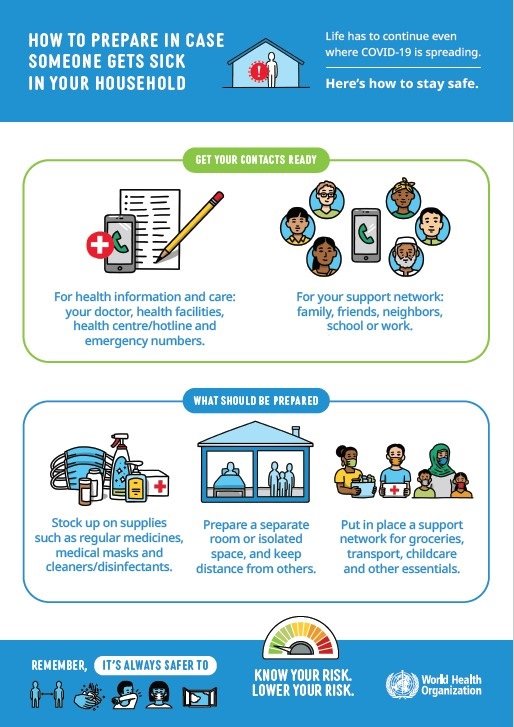 HOW TO PREPARE IN CASE
SOMEONE GETS SICK
IN YOUR HOUSEHOLD
Life has to continue even
where COVID-19 is spreading.
Here's how to stay safe.
GET YOUR CONTACTS READY
For health information and care:
your doctor, health facilities,
health centre/hotline and
emergency numbers.
For your support network:
family, friends, neighbors,
school or work.
WHAT SHOULD BE PREPARED
Stock up on supplies
such as regular medicines,
medical masks and
cleaners/disinfectants.
Prepare a separate
room or isolated
space, and keep
distance from others.
Put in place a support
network for groceries,
transport, childcare
and other essentials.
REMEMBER, IT'S ALWAYS SAFER TO
KNOW YOUR RISK.
LOWER YOUR RISK.
World Health
Organization